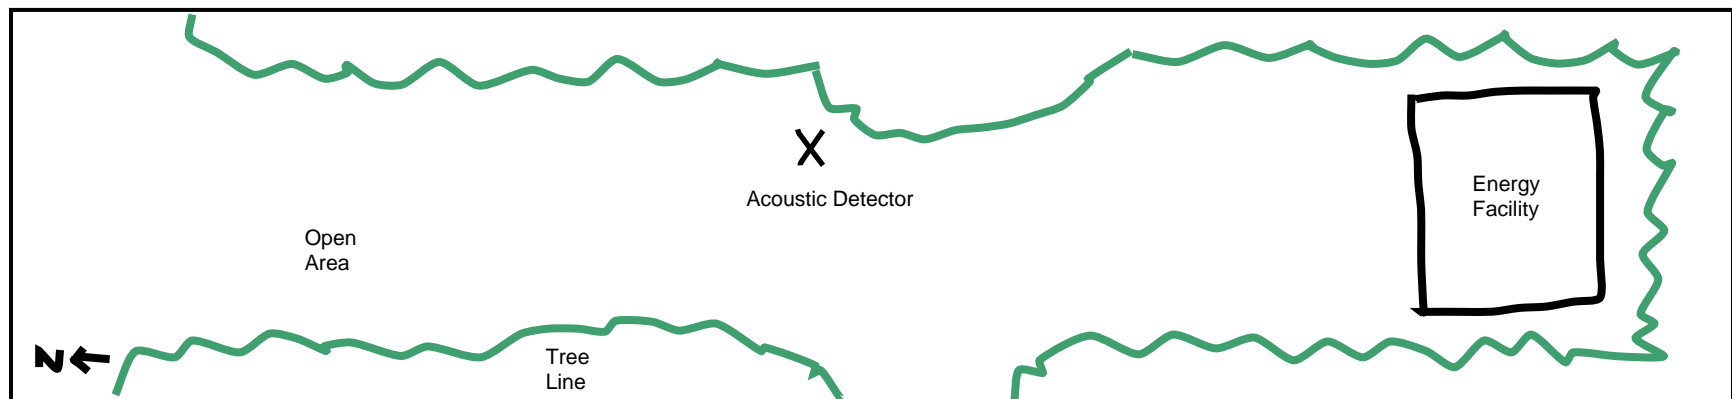 Acoustic Detector
Energy
Facility
Open
Area
Tree
Line
N
X